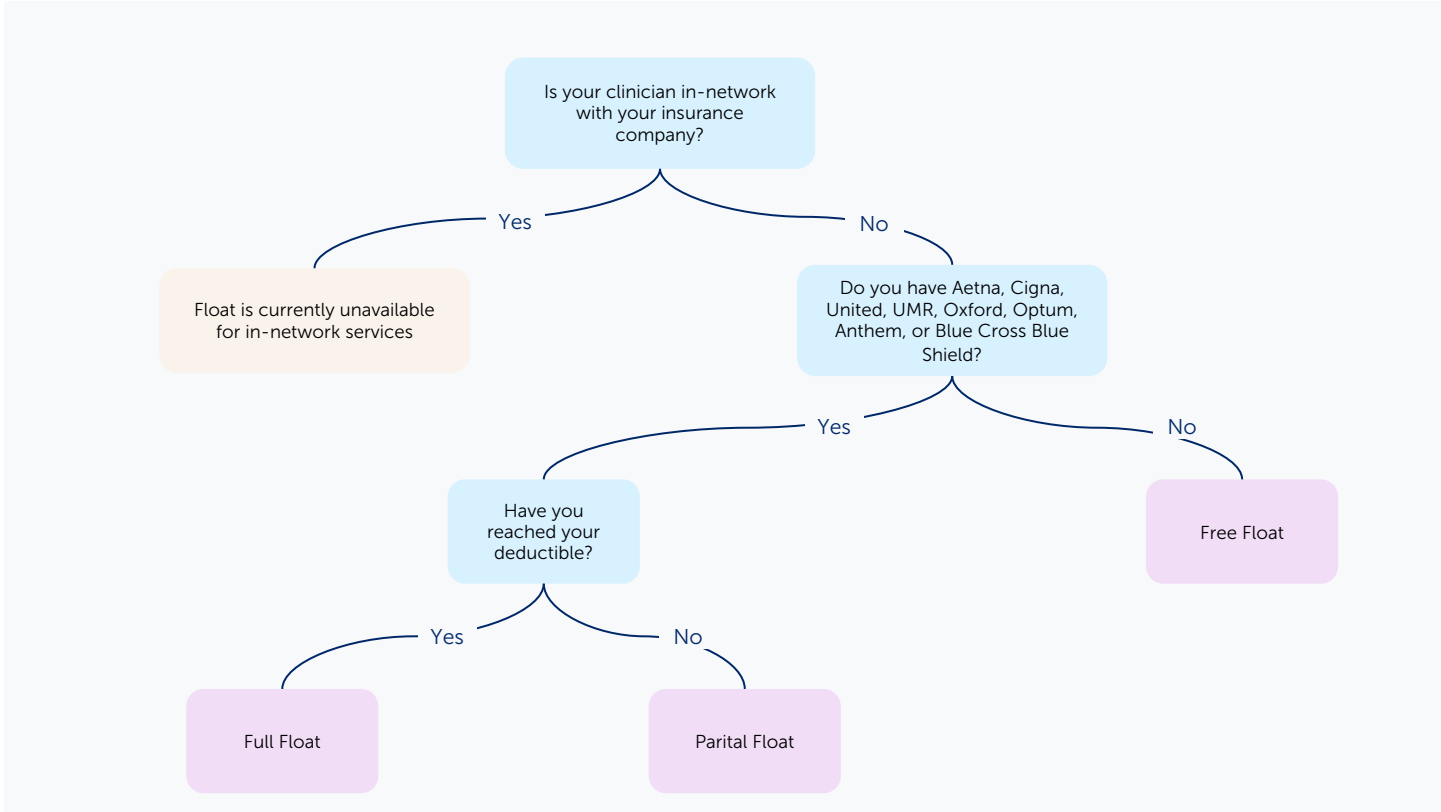 Is your clinician in-network
with your insurance
company?
Yes
No
Float is currently unavailable
for in-network services
Do you have Aetna, Cigna,
United, UMR, Oxford, Optum,
Anthem, or Blue Cross Blue
Shield?
Yes
No
Have you
reached your
deductible?
Free Float
Yes
No
Full Float
Parital Float